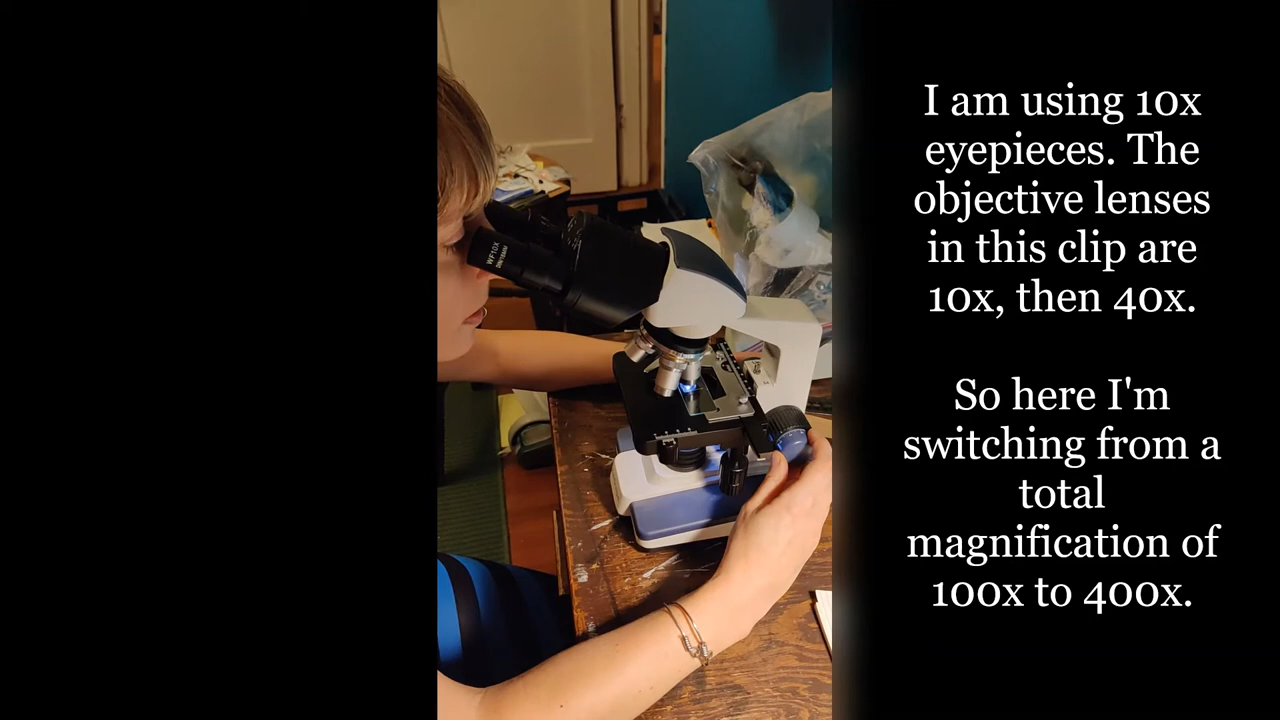 I am using 10x
eyepieces. The
objective lenses
in this clip are
10x, then 40x.
So here I'm
switching from a
total
magnification of
100x to 400x.
WF10X